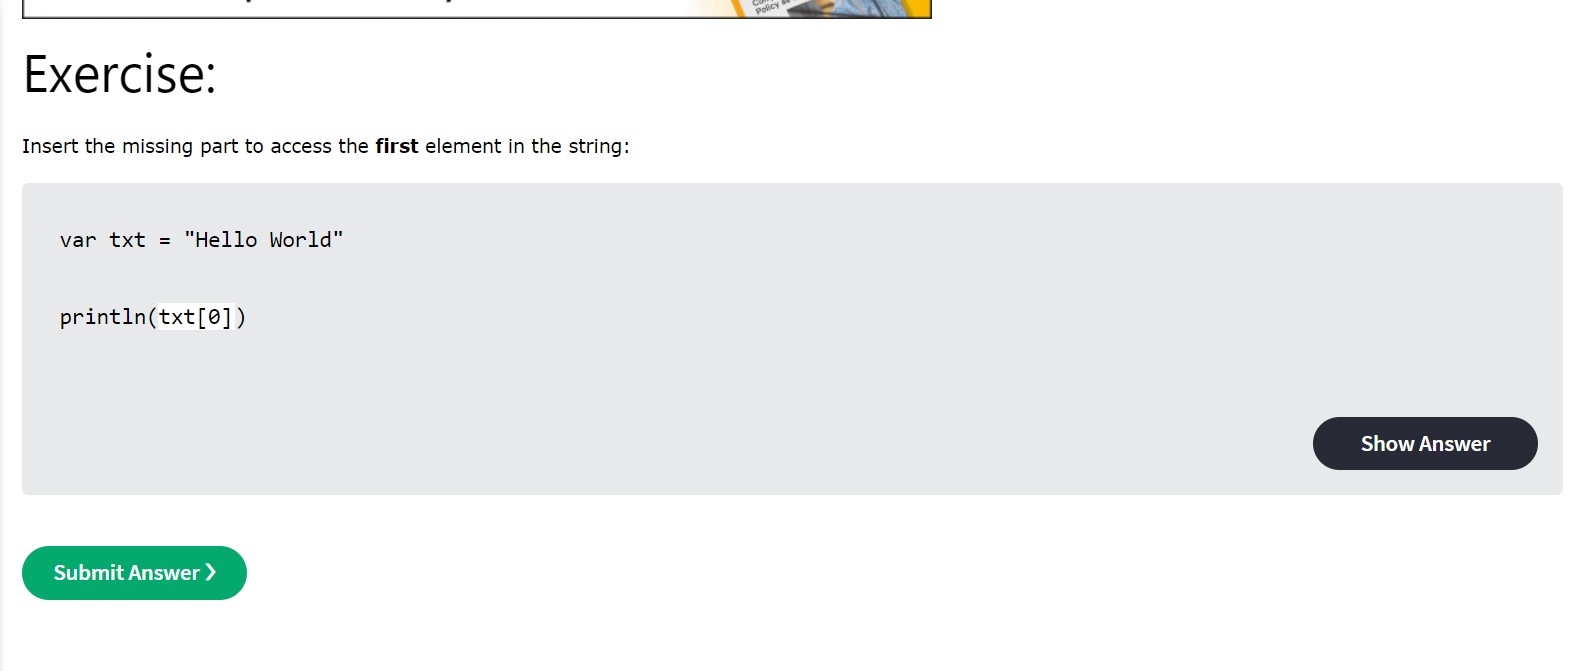 Policy
Exercise:
Insert the missing part to access the first element in the string:
var txt = "Hello World"
println(txt[0])
Show Answer
Submit Answer ❯